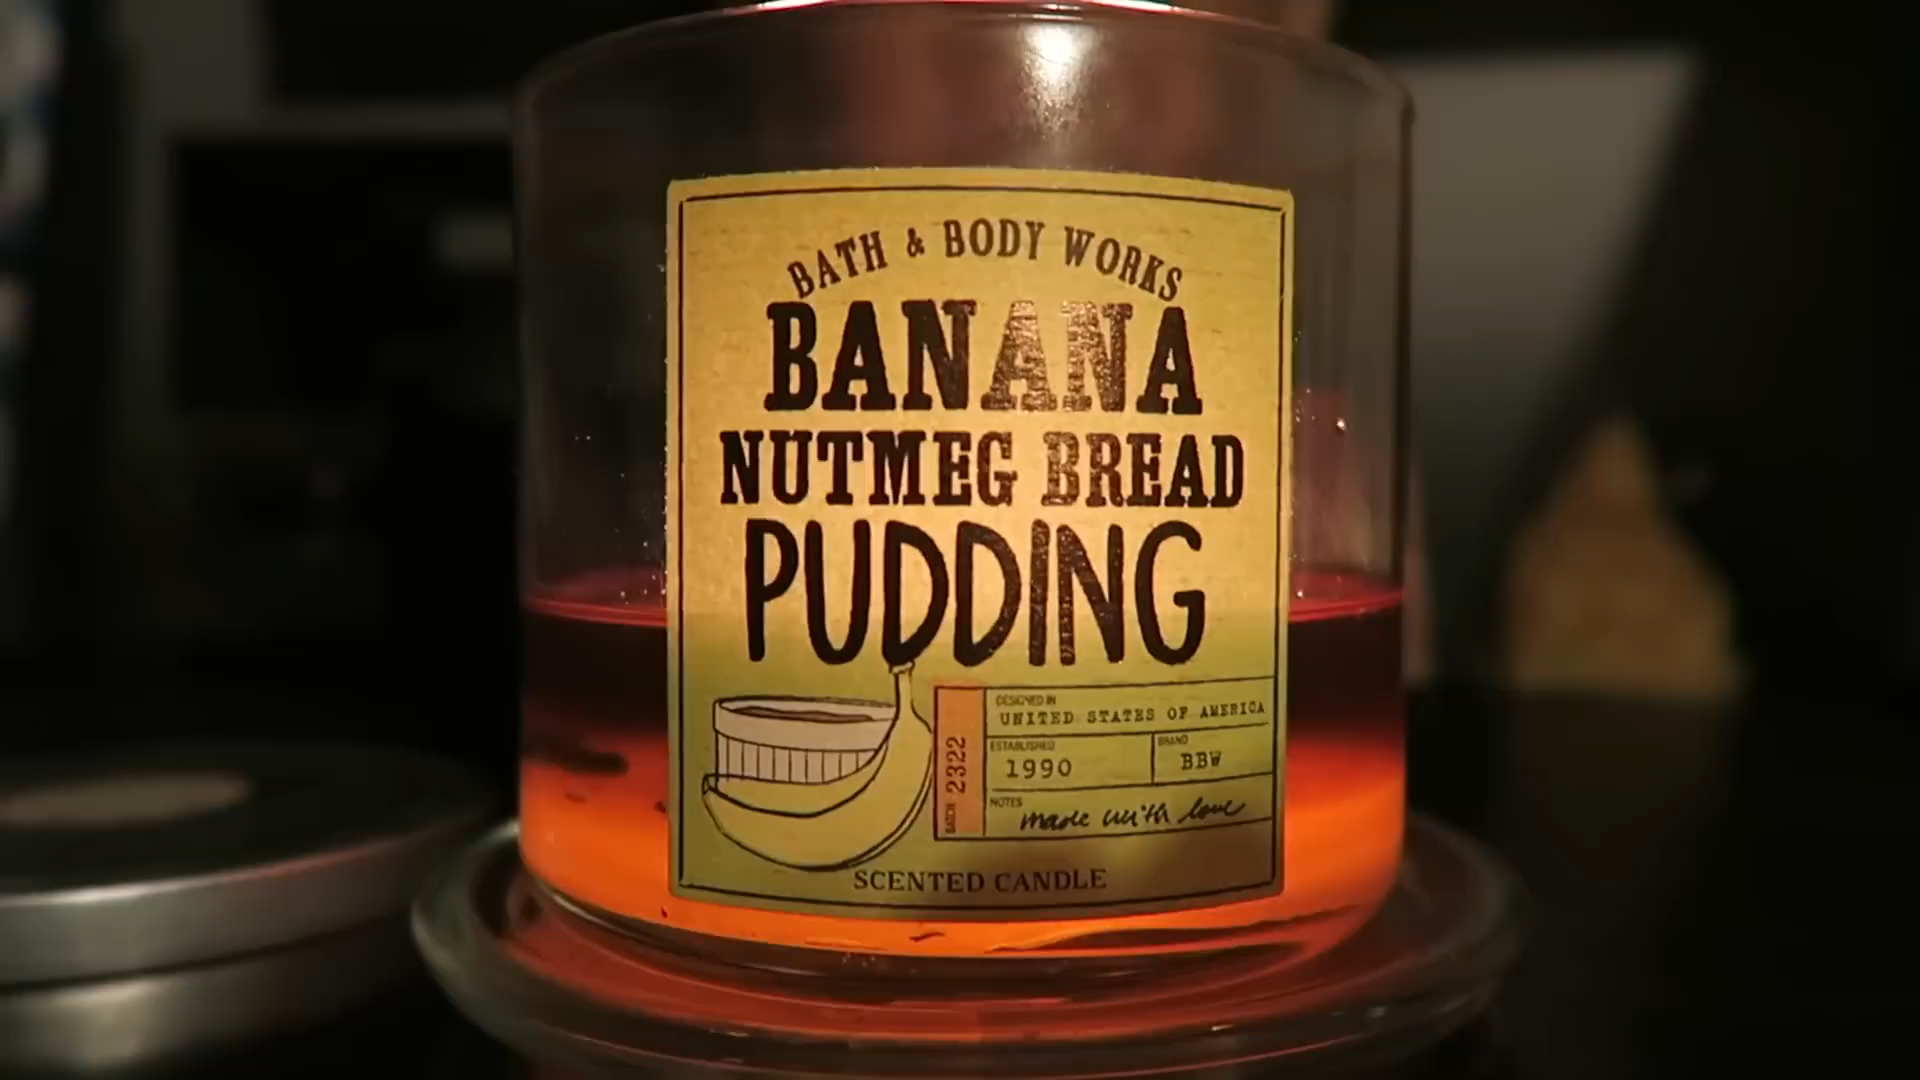 BATH & BODY WORKS
BANANA
NUTMEG BREAD
PUDDING
BATCH 2322
DESIGNED IN
UNITED STATES OF AMERICA
ESTABLISHED
1990
BRAND
BBW
NOTES
made with love
SCENTED CANDLE